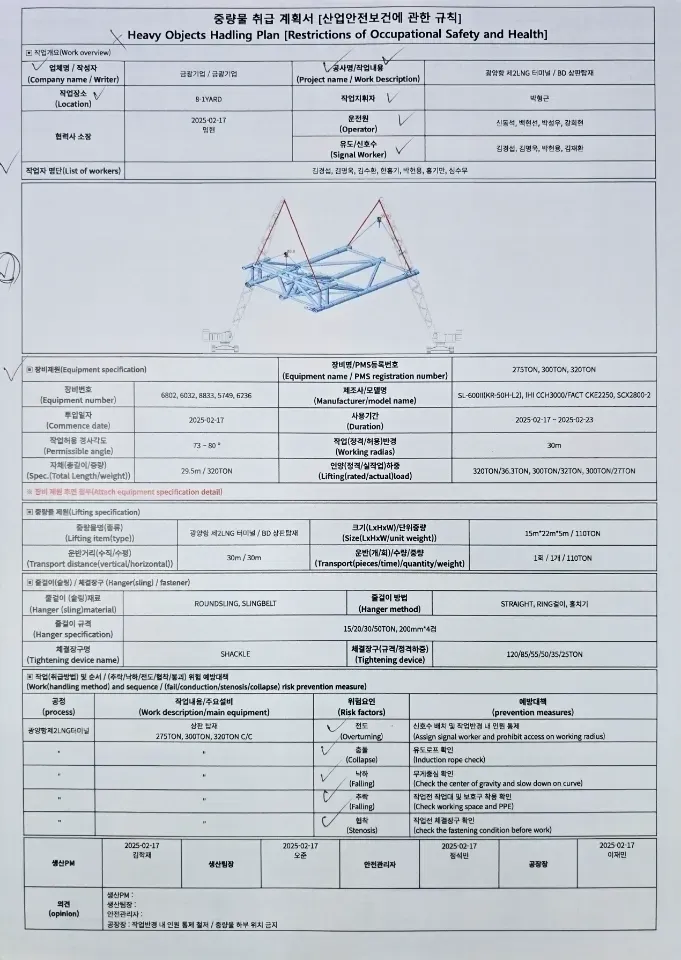 중량물 취급 계획서 [산업안전보건에 관한 규칙]
Heavy Objects Hadling Plan [Restrictions of Occupational Safety and Health]
▣ 작업개요(Work overview)
업체명 / 작성자
(Company name / Writer)
금광기업 / 금광기업
공사명/작업내용
(Project name / Work Description)
광양항 제2LNG 터미널 / BD 상판탑재
작업장소
(Location)
8-1YARD
작업지휘자
박형근
협력사 소장
2025-02-17
운전원
(Operator)
신동석, 백현선, 박성우, 강희현
유도/신호수
(Signal Worker)
김경섭, 김명욱, 박헌용, 김재환
작업자 명단(List of workers)
김경섭, 김명욱, 김수환, 한홍기, 박헌용, 홍기만, 심수무
▣ 장비제원(Equipment specification)
장비명/PMS등록번호
(Equipment name / PMS registration number)
275TON, 300TON, 320TON
장비번호
(Equipment number)
6802, 6032, 8833, 5749, 6236
제조사/모델명
(Manufacturer/model name)
SL-600II(KR-50H-L2), IHI CCH3000/FACT CKE2250, SCX2800-2
투입일자
(Commence date)
2025-02-17
사용기간
(Duration)
2025-02-17 ~ 2025-02-23
작업허용 경사각도
(Permissible angle)
73 ~ 80 °
작업(정격/허용)반경
(Working radias)
30m
자체(총길이/중량)
(Spec.(Total Length/weight))
29.5m / 320TON
인양(정격/실작업)하중
(Lifting(rated/actual)load)
320TON/36.3TON, 300TON/32TON, 300TON/27TON
※ 장비 제원 후면 첨부(Attach equipment specification detail)
▣ 중량물 제원(Lifting specification)
중량물명(종류)
(Lifting item(type))
광양항 제2LNG 터미널 / BD 상판탑재
크기(LxHxW)/단위중량
(Size(LxHxW/unit weight))
15m*22m*5m / 110TON
운반거리(수직/수평)
(Transport distance(vertical/horizontal))
30m / 30m
운반(개/회)/수량/중량
(Transport(pieces/time)/quantity/weight)
1회 / 1개 / 110TON
▣ 줄걸이(슬링) / 체결장구 (Hanger(sling) / fastener)
줄걸이 (슬링)재료
(Hanger (sling)material)
ROUNDSLING, SLINGBELT
줄걸이 방법
(Hanger method)
STRAIGHT, RING걸이, 홀치기
줄걸이 규격
(Hanger specification)
15/20/30/50TON, 200mm*4겹
체결장구명
(Tightening device name)
SHACKLE
체결장구(규격/정격하중)
(Tightening device)
120/85/55/50/35/25TON
▣ 작업(취급방법) 및 순서 / (추락/낙하/전도/협착/붕괴) 위험 예방대책
(Work(handling method) and sequence / (fall/conduction/stenosis/collapse) risk prevention measure)
공정
(process)
작업내용/주요설비
(Work description/main equipment)
위험요인
(Risk factors)
예방대책
(prevention measures)
광양항제2LNG터미널
상판 탑재
275TON, 300TON, 320TON C/C
전도
(Overturning)
신호수 배치 및 작업반경 내 인원 통제
(Assign signal worker and prohibit access on working radius)
" "
충돌
(Collapse)
유도로프 확인
(Induction rope check)
" "
낙하
(Falling)
무게중심 확인
(Check the center of gravity and slow down on curve)
" "
추락
(Falling)
작업전 작업대 및 보호구 착용 확인
(Check working space and PPE)
" "
협착
(Stenosis)
작업전 체결장구 확인
(check the fastening condition before work)
생산PM
2025-02-17
김학재
생산팀장
2025-02-17
오준
안전관리자
2025-02-17
정석민
공장장
2025-02-17
이재민
의견
(opinion)
생산PM :
생산팀장 :
안전관리자 :
공장장 : 작업반경 내 인원 통제 철저 / 중량물 하부 위치 금지